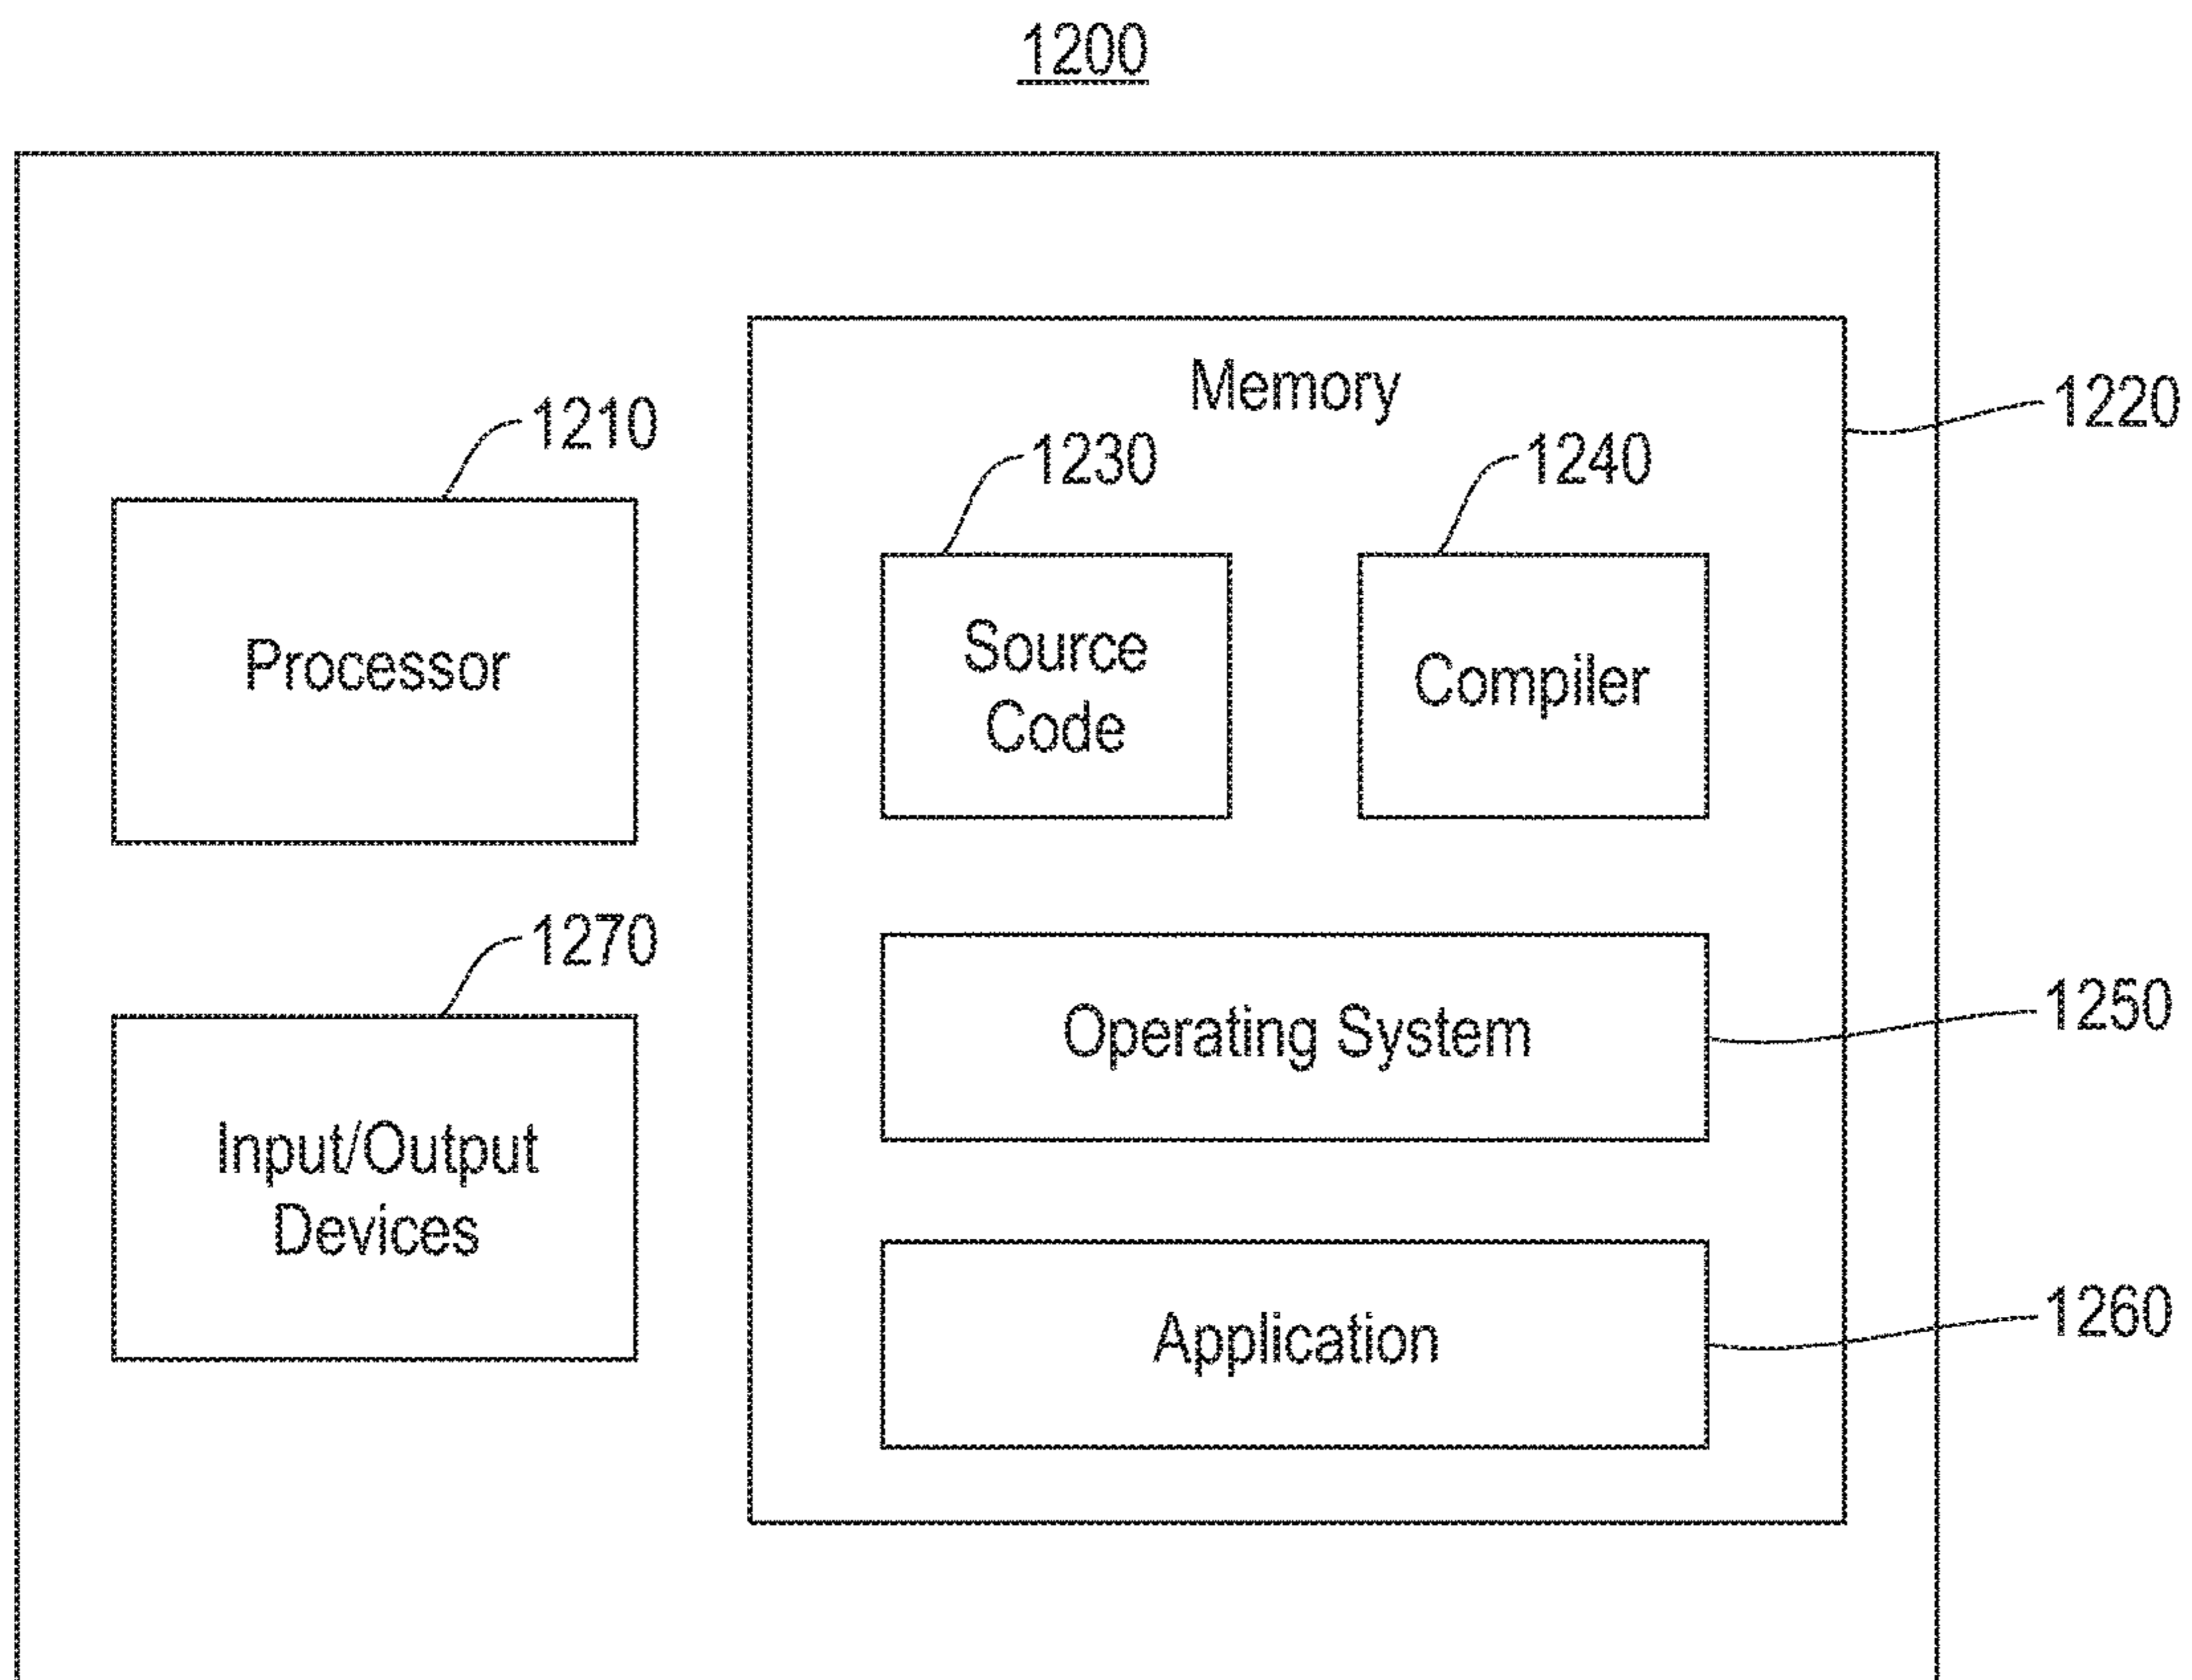 1200
Memory
1220
1210
1230
1240
Processor
Source
Code
Compiler
1270
Operating System
1250
Input/Output
Devices
Application
1260